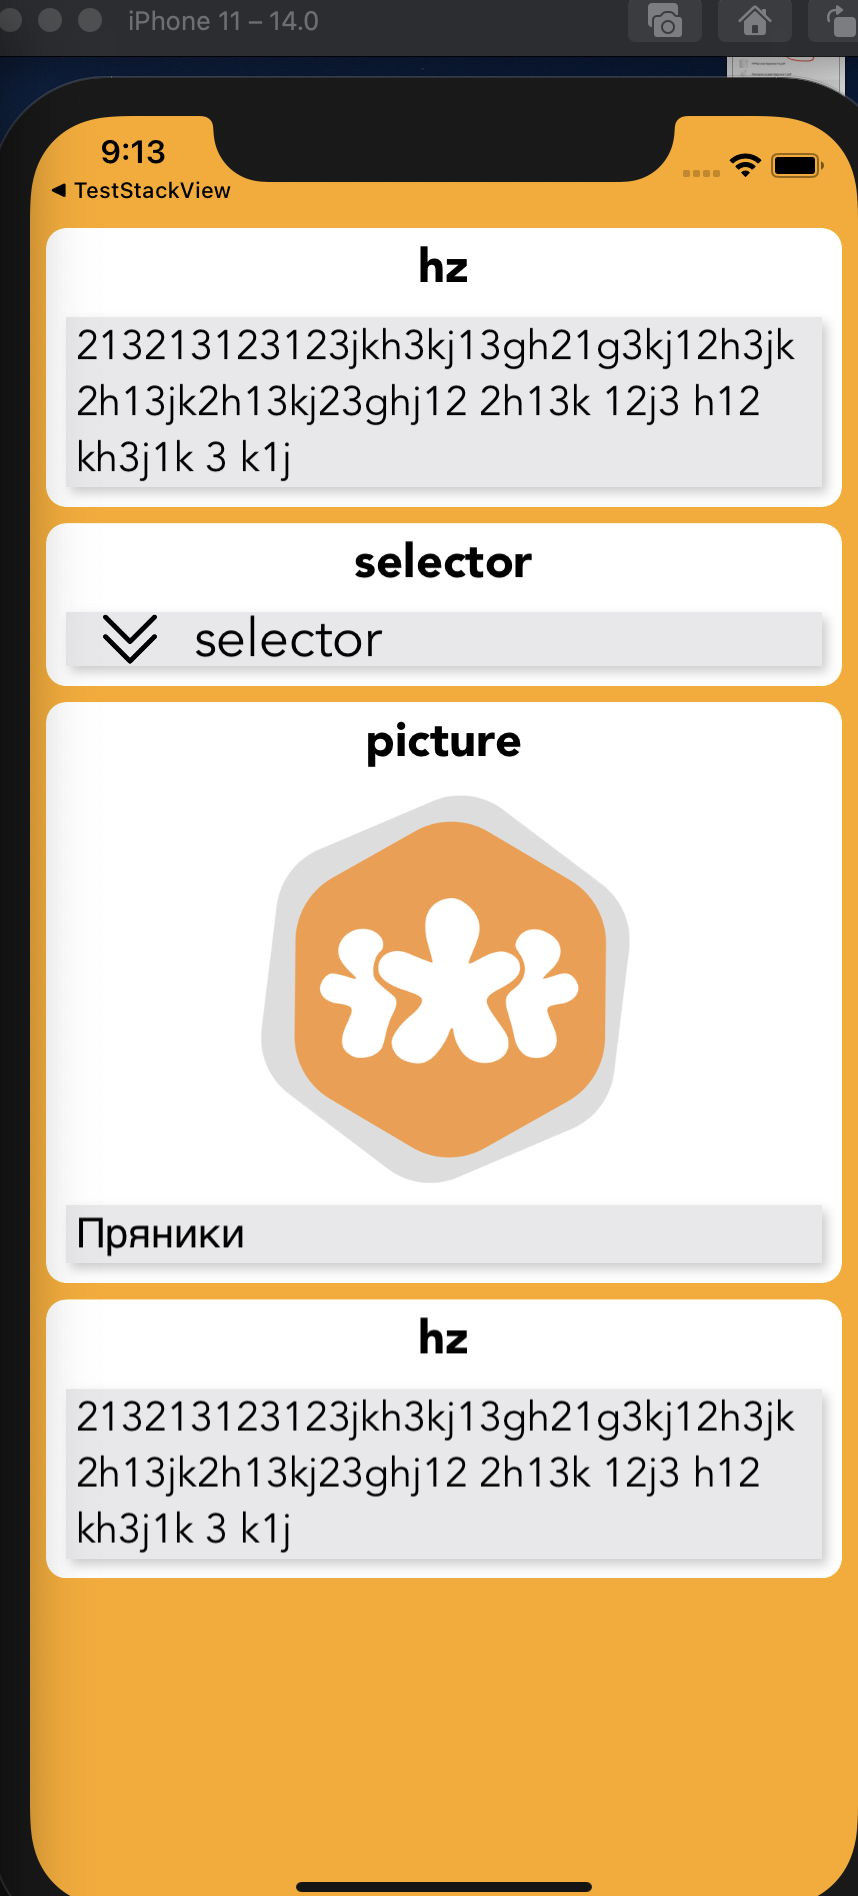 iPhone 11 – 14.0
9:13
◀ TestStackView
hz
213213123123jkh3kj13gh21g3kj12h3jk
2h13jk2h13kj23ghj12 2h13k 12j3 h12
kh3j1k 3 k1j
selector
selector
picture
Пряники
hz
213213123123jkh3kj13gh21g3kj12h3jk
2h13jk2h13kj23ghj12 2h13k 12j3 h12
kh3j1k 3 k1j